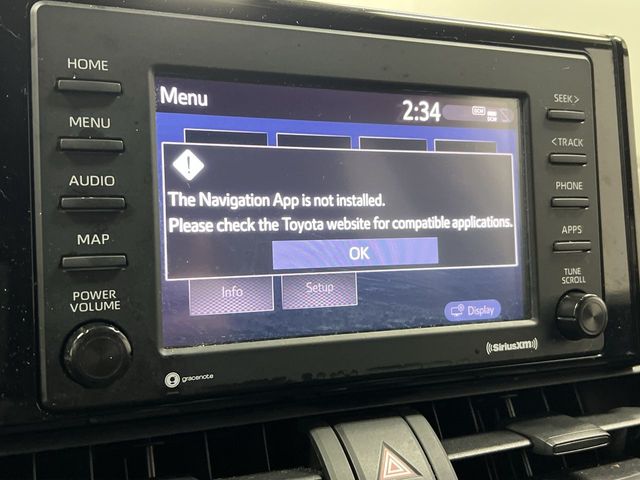 HOME
MENU
AUDIO
MAP
POWER
VOLUME
Menu
2:34
The Navigation App is not installed.
Please check the Toyota website for compatible applications.
OK
Info
Setup
Display
SEEK >
< TRACK
PHONE
APPS
TUNE
SCROLL
gracenote
((SiriusXM))